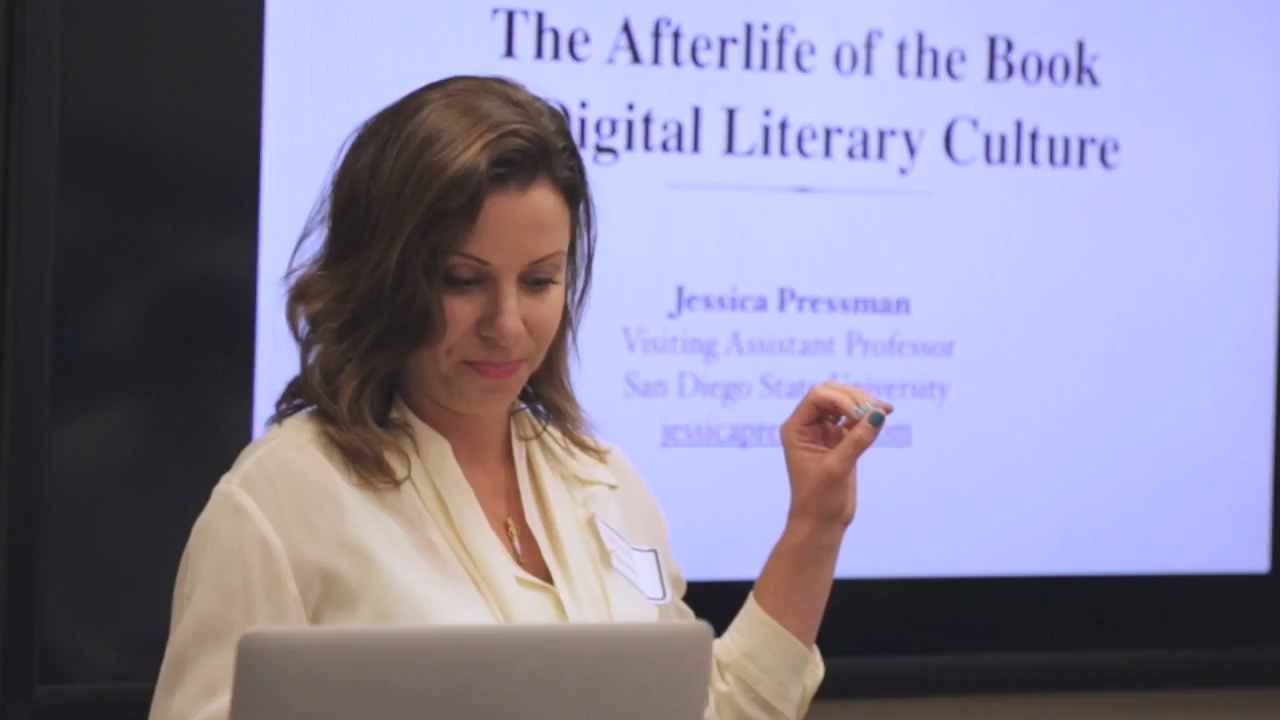 The Afterlife of the Book
Digital Literary Culture
Jessica Pressman
Visiting Assistant Professor
San Diego State University